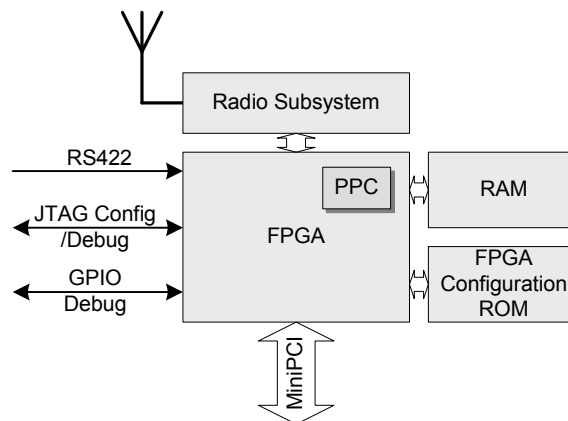 Radio Subsystem
RS422
PPC
RAM
JTAG Config
/Debug
FPGA
GPIO
Debug
FPGA
Configuration
ROM
MiniPCI